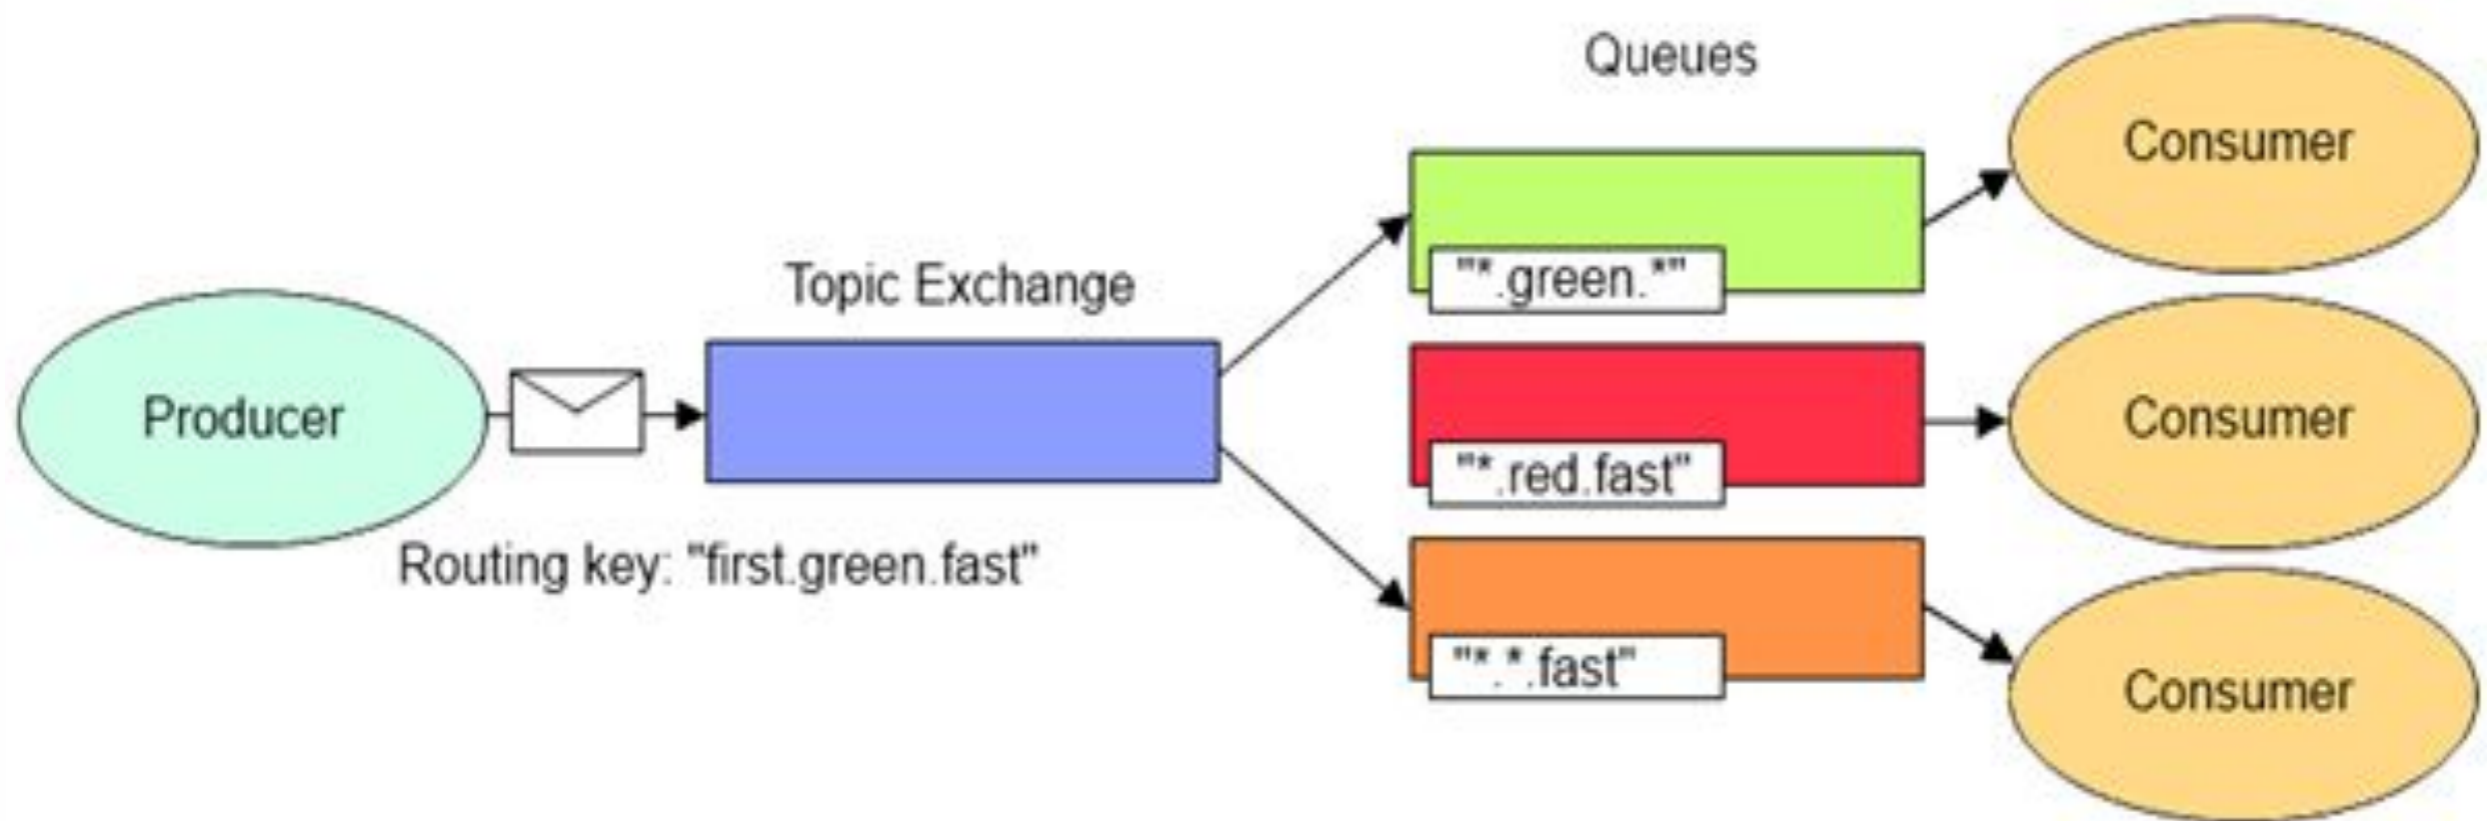 Queues
Consumer
"*.green.*"
Topic Exchange
Producer
Consumer
"*.red.fast"
Routing key: "first.green.fast"
"*.*.fast"
Consumer